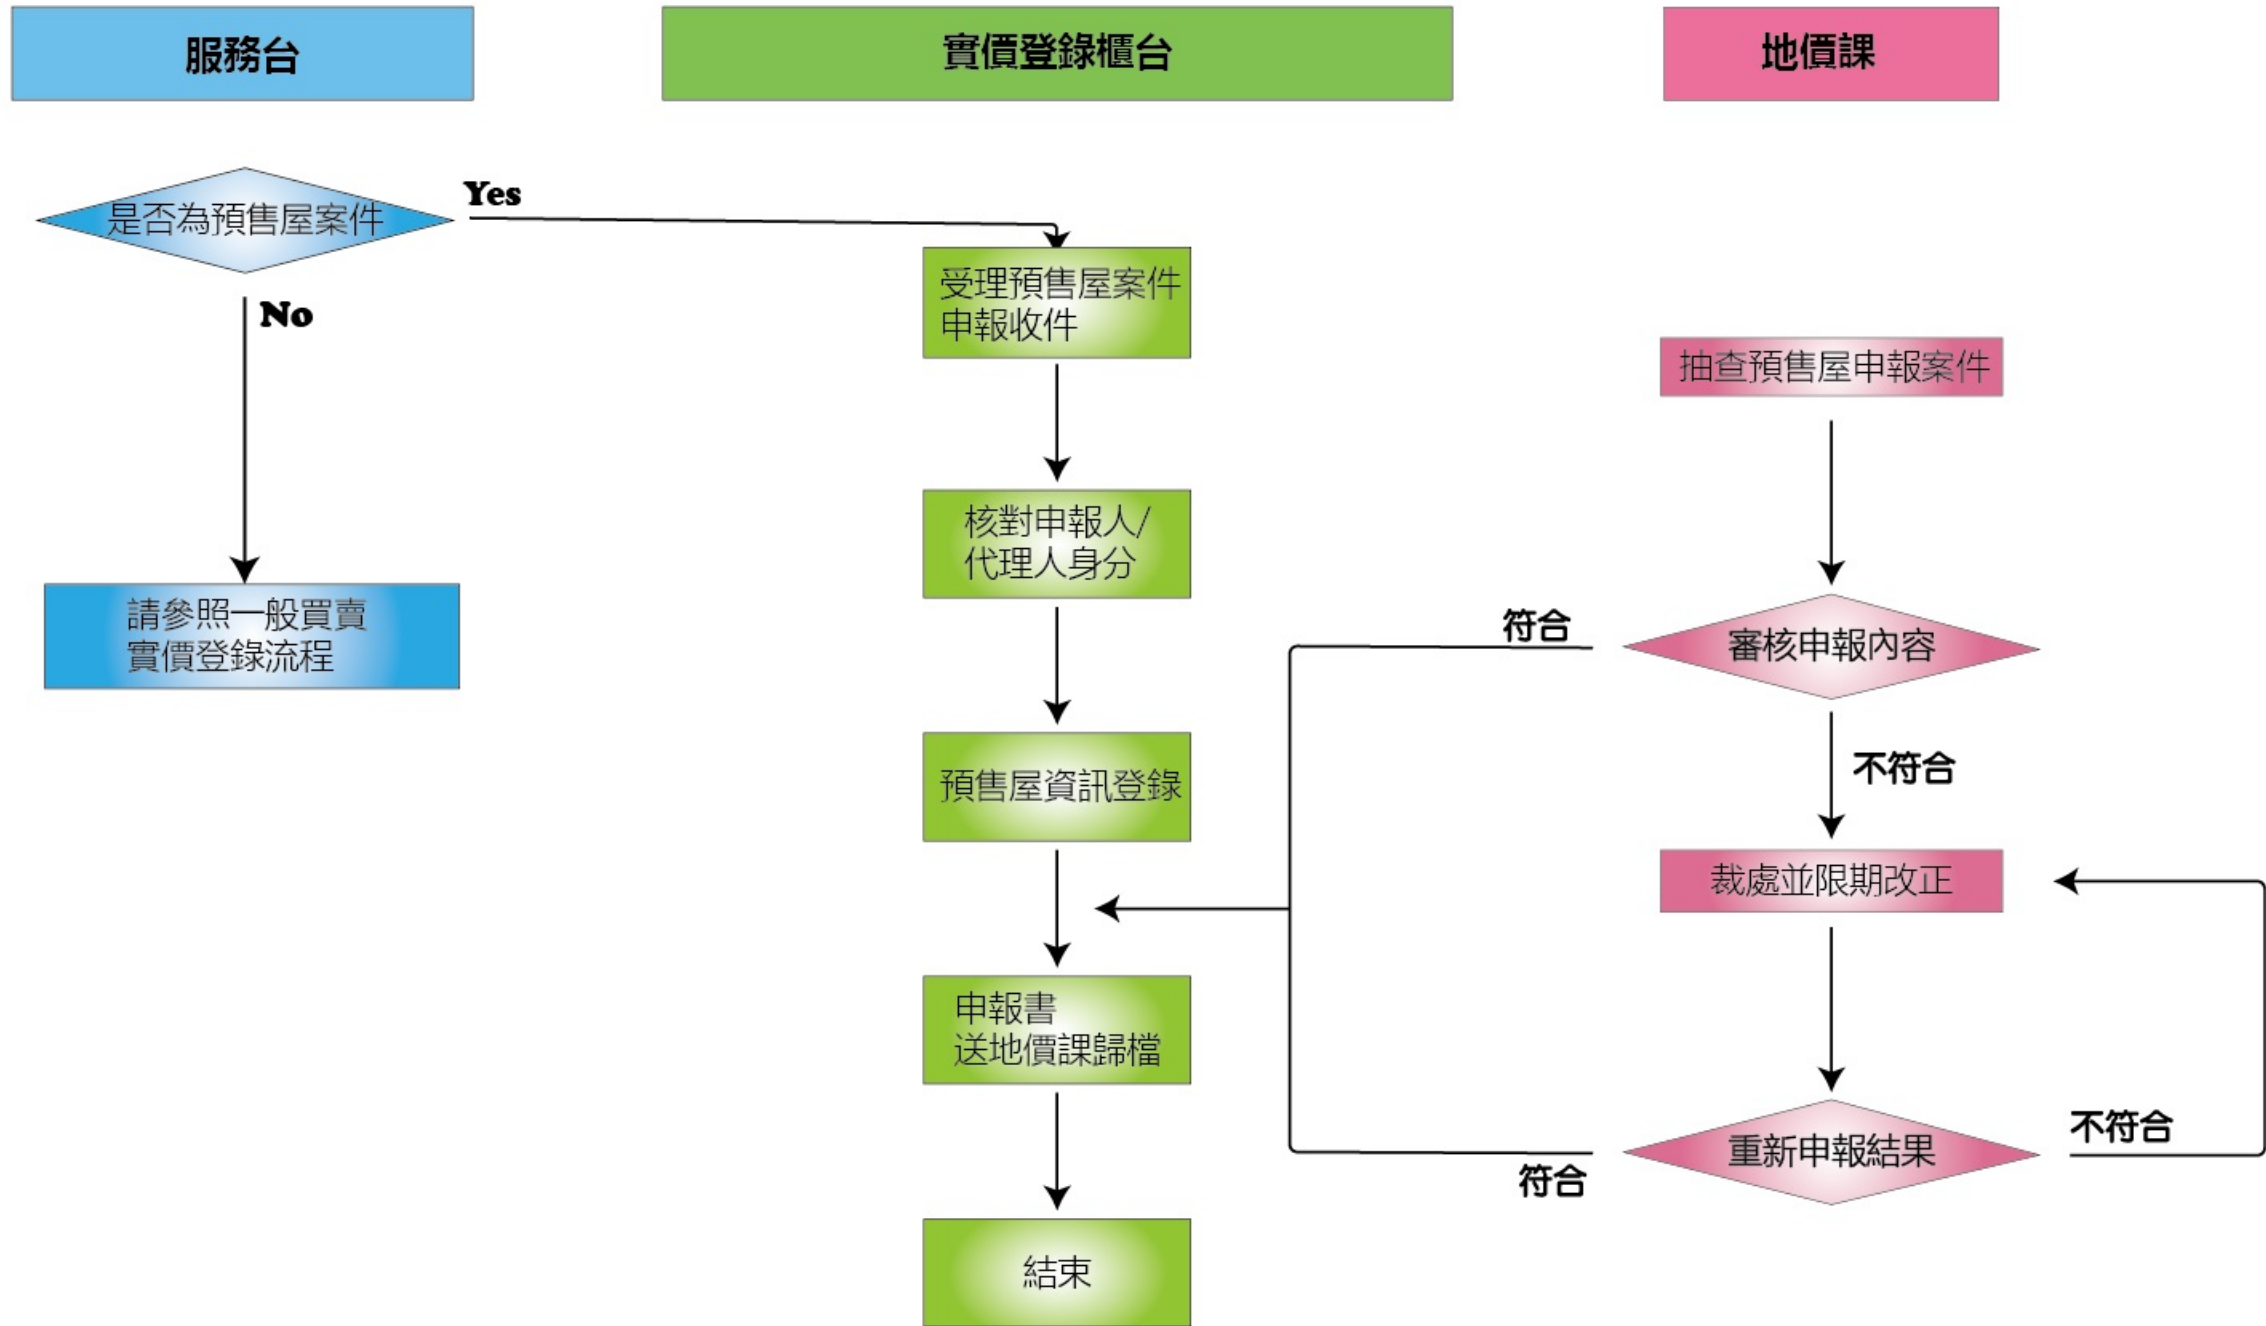 服務台
實價登錄櫃台
地價課
是否為預售屋案件
Yes
No
請參照一般買賣
實價登錄流程
受理預售屋案件
申報收件
核對申報人/
代理人身分
預售屋資訊登錄
申報書
送地價課歸檔
結束
抽查預售屋申報案件
審核申報內容
符合
不符合
裁處並限期改正
重新申報結果
不符合
符合